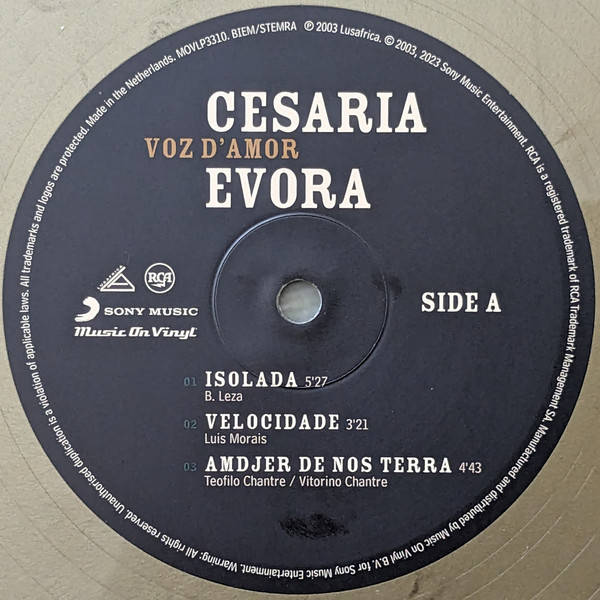 CESARIA
VOZ D'AMOR
EVORA
RCA
SONY MUSIC
Music On Vinyl
SIDE A
01 ISOLADA 5'27
B. Leza
02 VELOCIDADE 3'21
Luis Morais
03 AMDJER DE NOS TERRA 4'43
Teofilo Chantre / Vitorino Chantre
℗ 2003 Lusafrica. © 2003, 2023 Sony Music Entertainment. RCA is a registered trademark of RCA Trademark Management SA. Manufactured and distributed by Music On Vinyl B.V. for Sony Music Entertainment. Warning: All rights reserved. Unauthorised duplication is a violation of applicable laws. All trademarks and logos are protected. Made in the Netherlands. MOVLP3310. BIEM/STEMRA